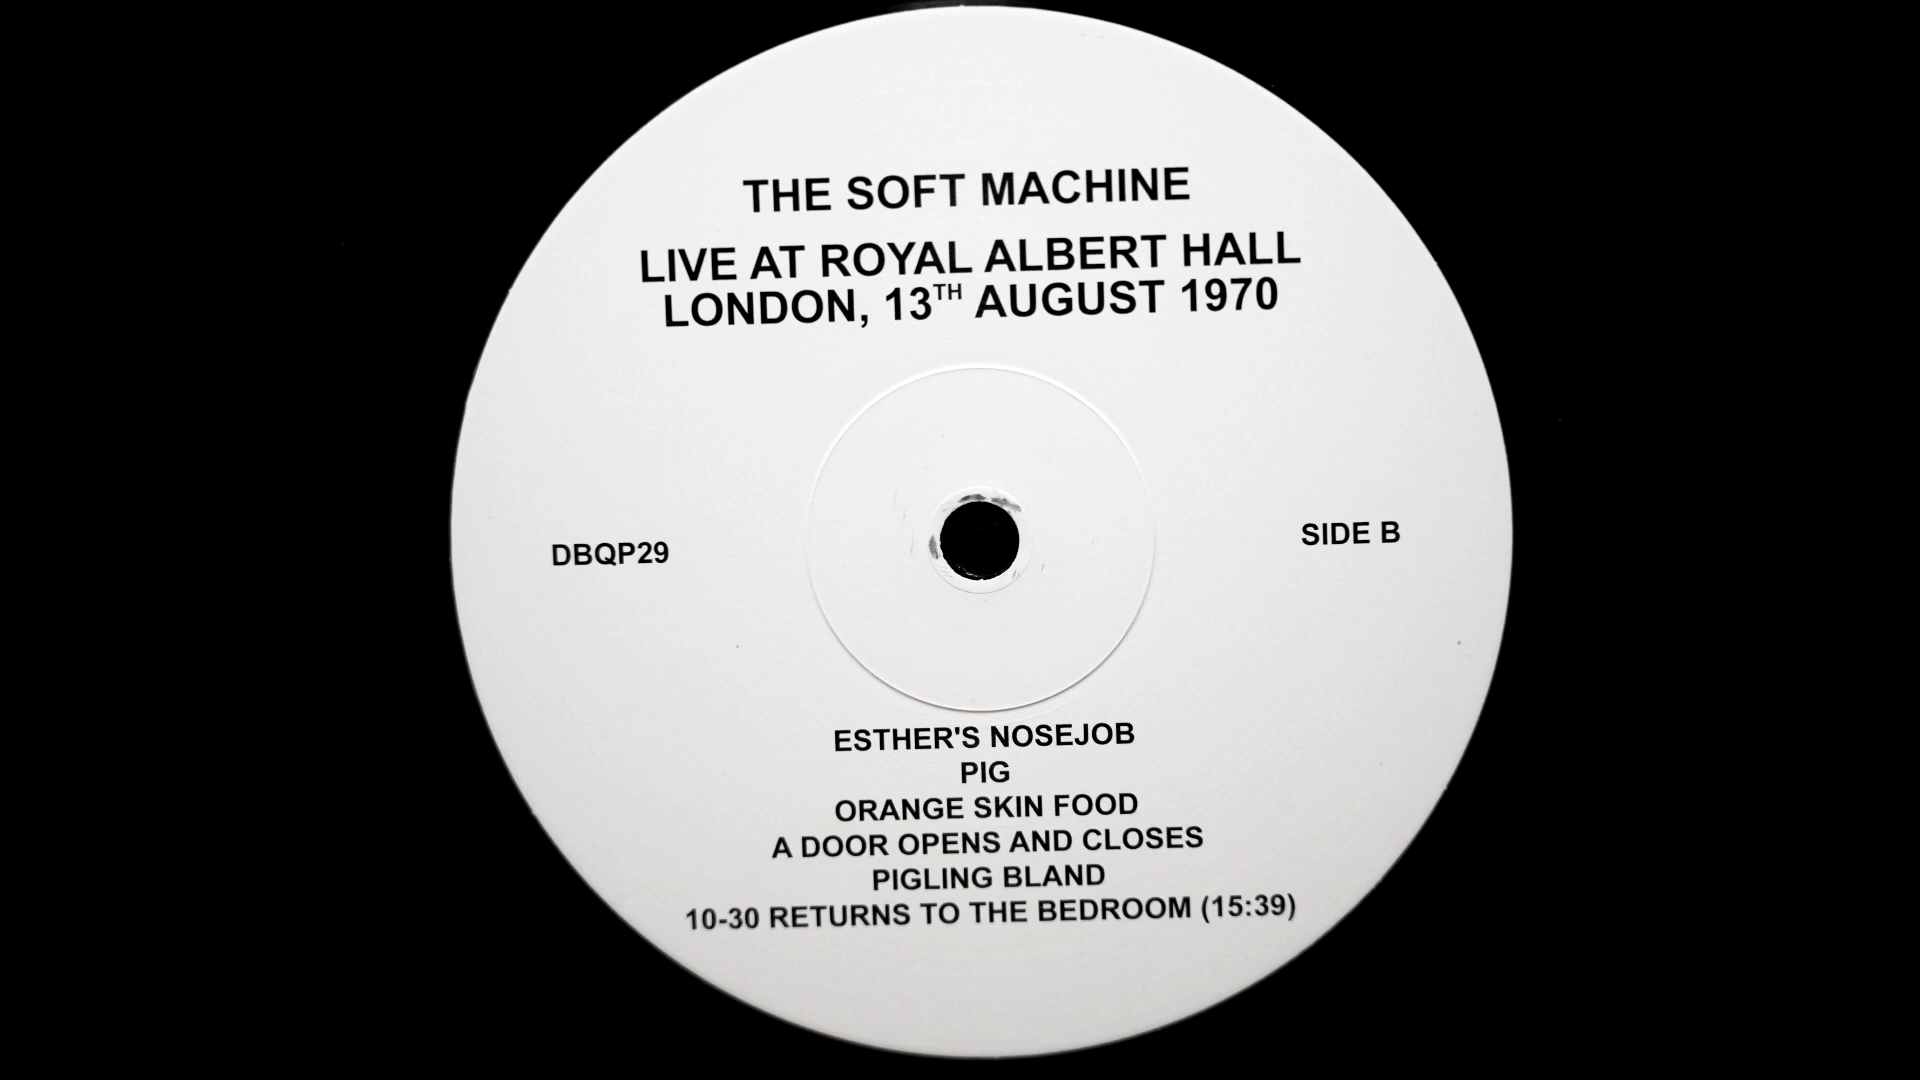 THE SOFT MACHINE
LIVE AT ROYAL ALBERT HALL
LONDON, 13TH AUGUST 1970
DBQP29
SIDE B
ESTHER'S NOSEJOB
PIG
ORANGE SKIN FOOD
A DOOR OPENS AND CLOSES
PIGLING BLAND
10-30 RETURNS TO THE BEDROOM (15:39)